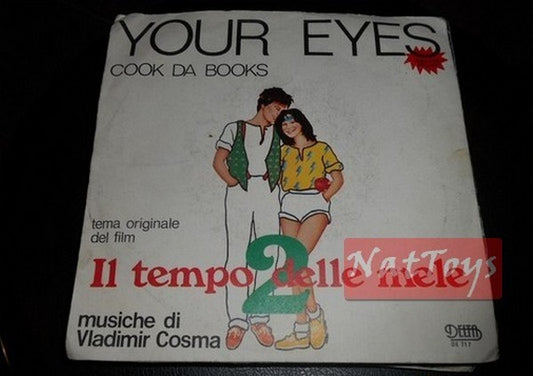 YOUR EYES
COOK DA BOOKS
tema originale
del film
Il tempo 2 delle mele
NatToys
musiche di
Vladimir Cosma
DELTA